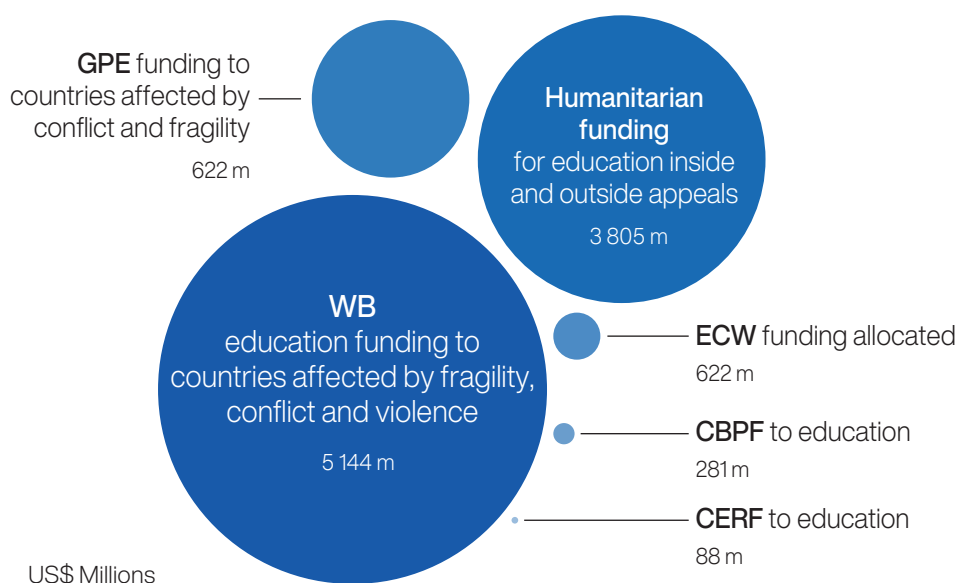 GPE funding to
countries affected by
conflict and fragility
622 m
Humanitarian
funding
for education inside
and outside appeals
3 805 m
WB
education funding to
countries affected by fragility,
conflict and violence
5 144 m
ECW funding allocated
622 m
CBPF to education
281 m
CERF to education
88 m
US$ Millions